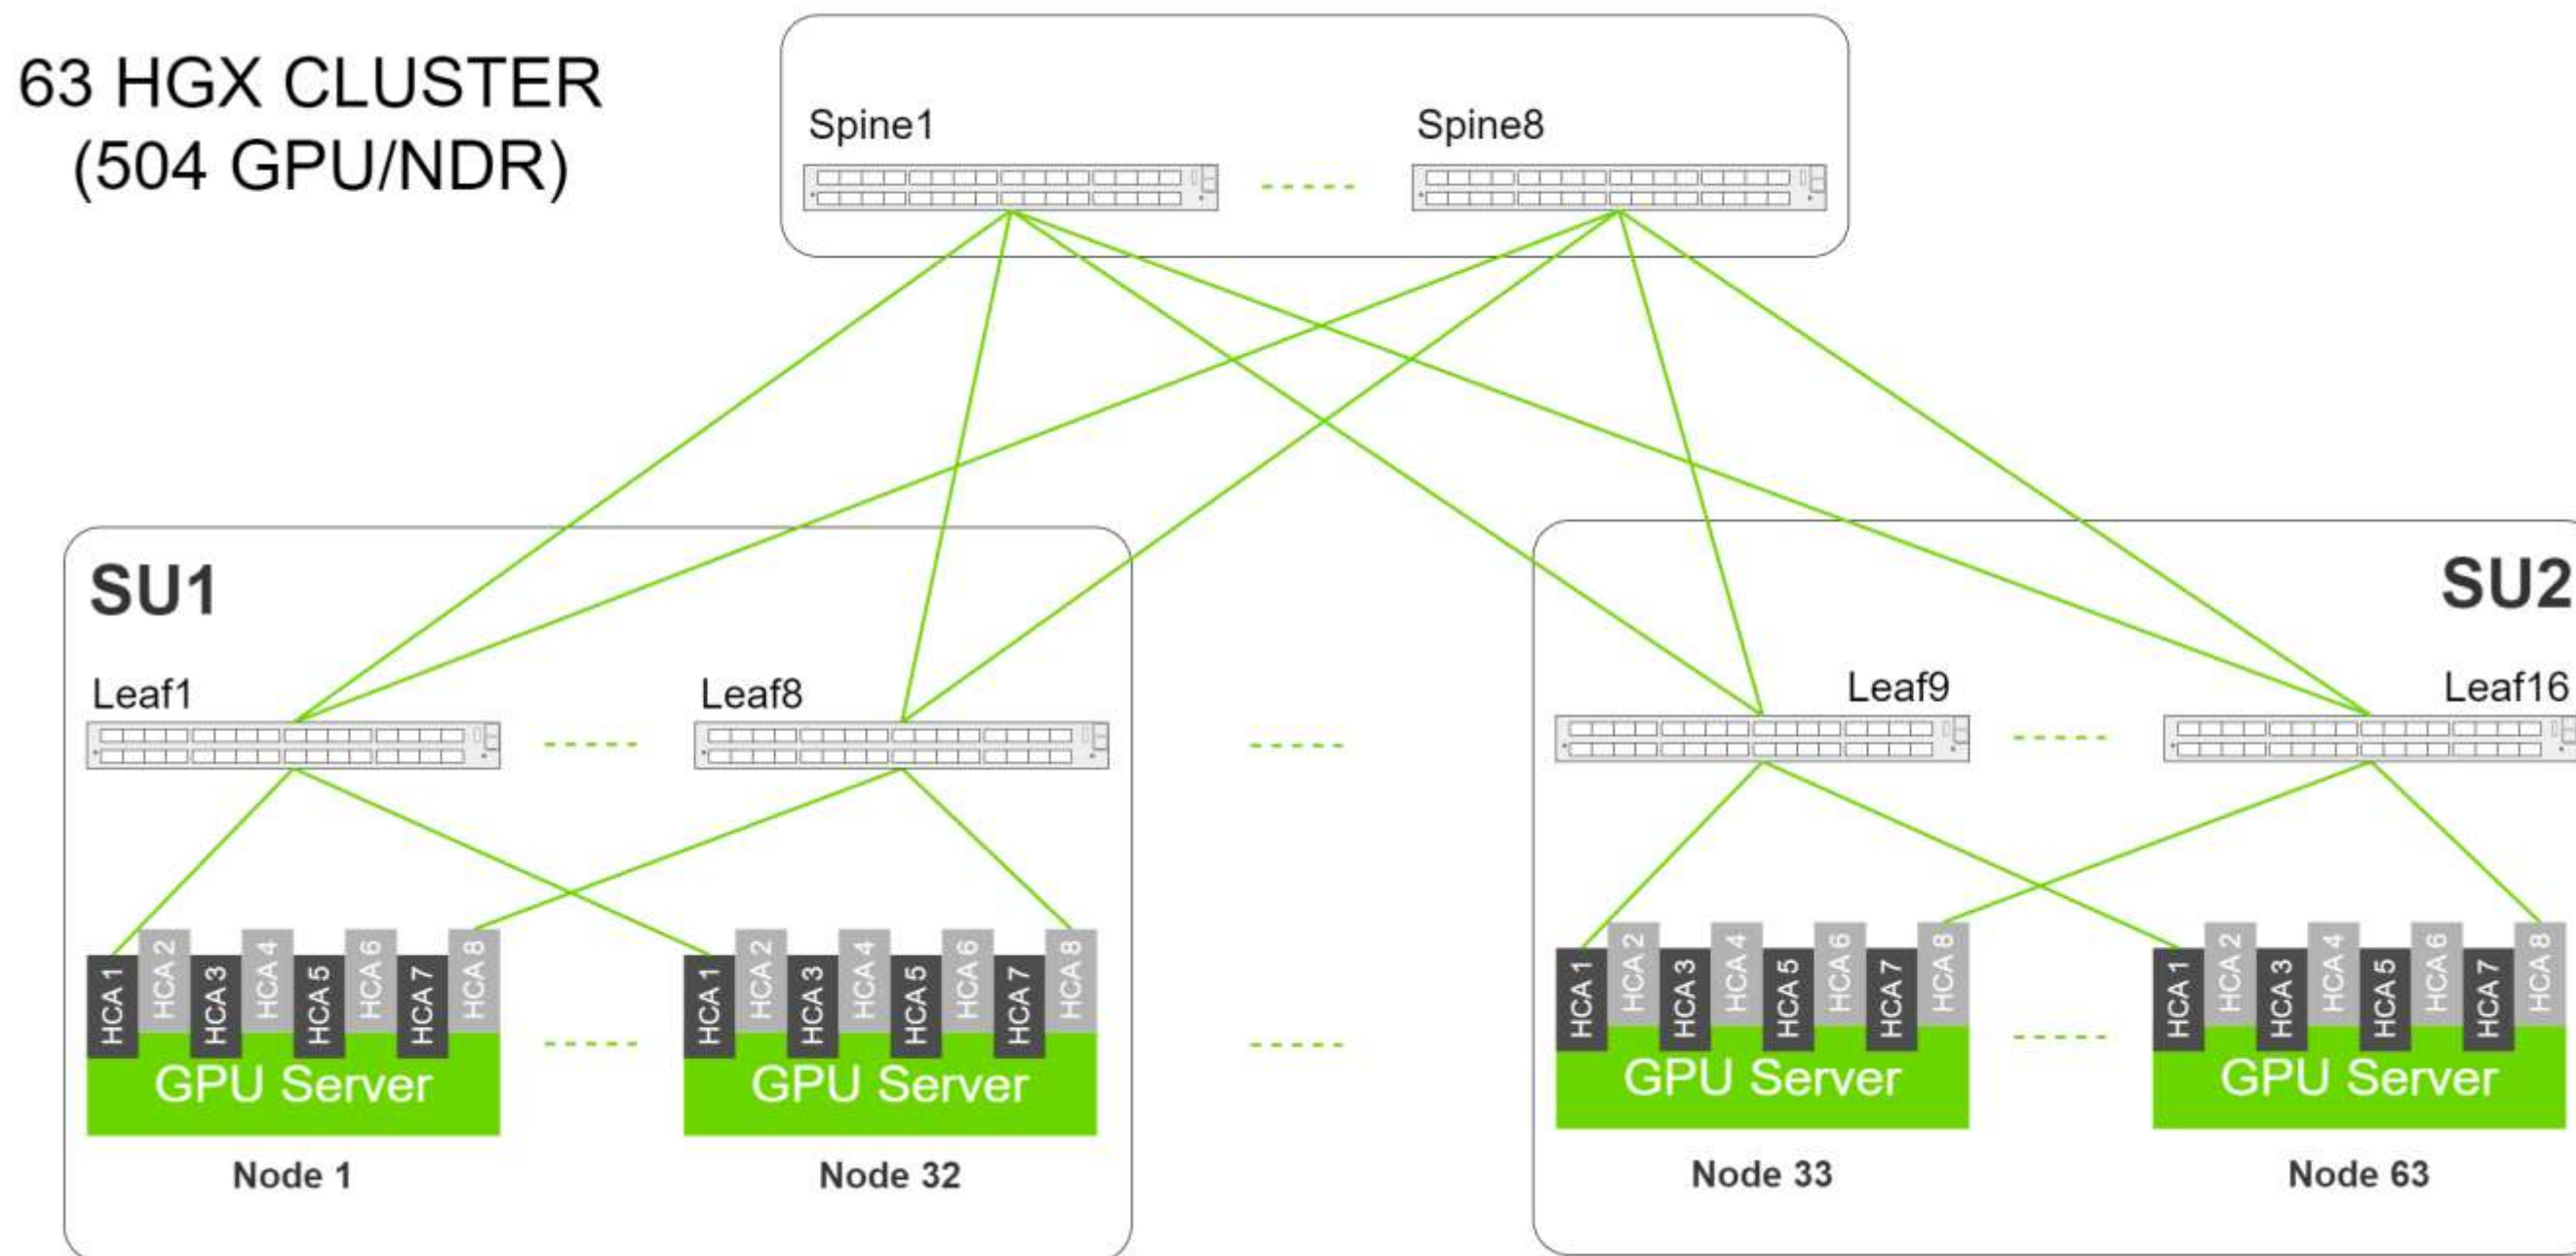 63 HGX CLUSTER
(504 GPU/NDR)
Spine1
Spine8
SU1
SU2
Leaf1
Leaf8
Leaf9
Leaf16
HCA 1
HCA 2
HCA 3
HCA 4
HCA 5
HCA 6
HCA 7
HCA 8
GPU Server
Node 1
HCA 1
HCA 2
HCA 3
HCA 4
HCA 5
HCA 6
HCA 7
HCA 8
GPU Server
Node 32
HCA 1
HCA 2
HCA 3
HCA 4
HCA 5
HCA 6
HCA 7
HCA 8
GPU Server
Node 33
HCA 1
HCA 2
HCA 3
HCA 4
HCA 5
HCA 6
HCA 7
HCA 8
GPU Server
Node 63